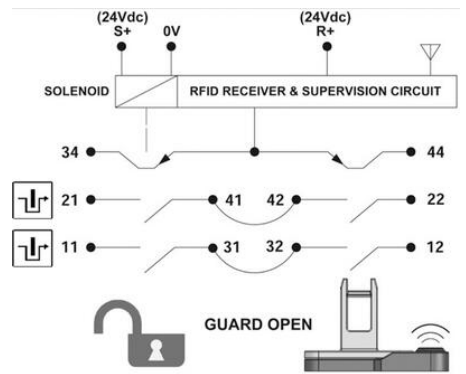 (24Vdc) (24Vdc)
S+ 0V R+
SOLENOID RFID RECEIVER & SUPERVISION CIRCUIT
34 44
21 41 42 22
11 31 32 12
GUARD OPEN